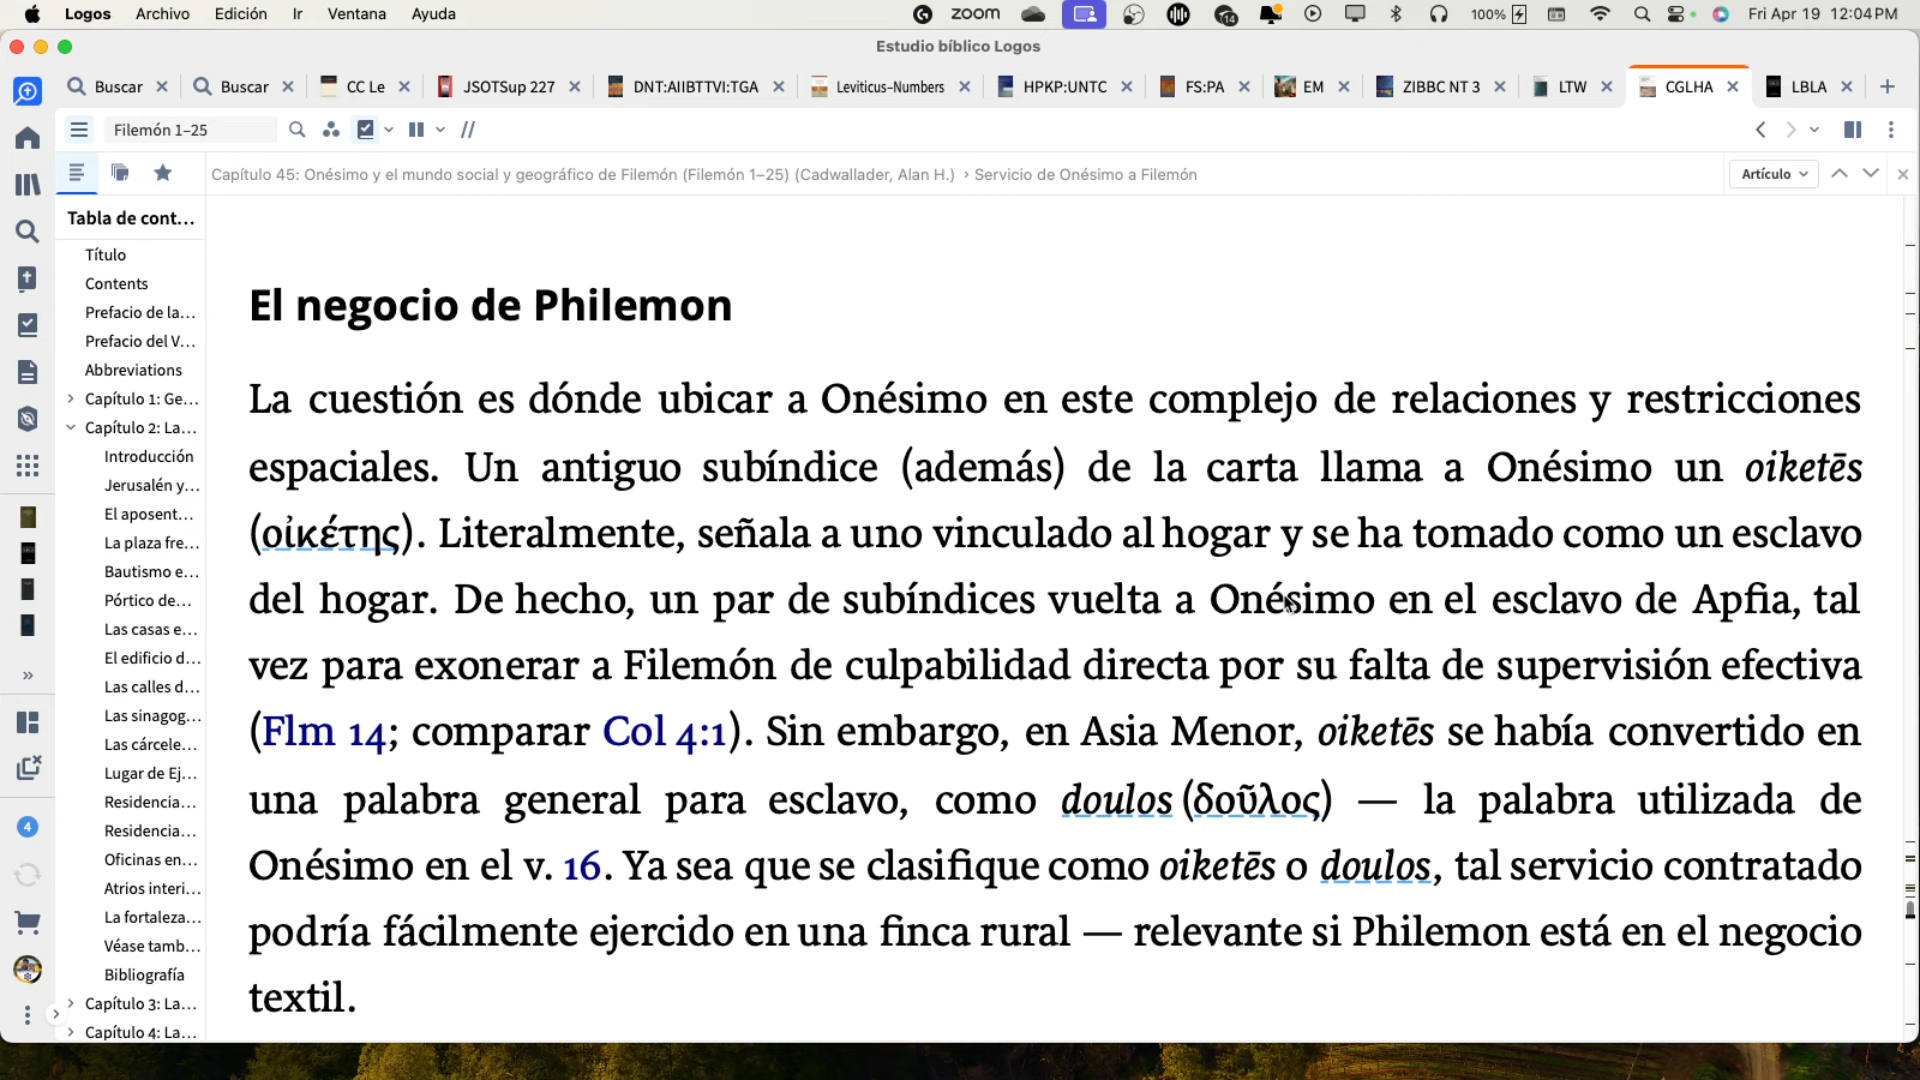 Logos Archivo Edición Ir Ventana Ayuda zoom 14 100% Fri Apr 19 12:04 PM
Estudio bíblico Logos
Buscar Buscar CC Le JSOTSup 227 DNT:AIIBTTVI:TGA Leviticus–Numbers HPKP:UNTC FS:PA EM ZIBBC NT 3 LTW CGLHA LBLA
Filemón 1–25
Capítulo 45: Onésimo y el mundo social y geográfico de Filemón (Filemón 1–25) (Cadwallader, Alan H.) › Servicio de Onésimo a Filemón Artículo
Tabla de cont...
Título
Contents
Prefacio de la...
Prefacio del V...
Abbreviations
Capítulo 1: Ge...
Capítulo 2: La...
Introducción
Jerusalén y...
El aposent...
La plaza fre...
Bautismo e...
Pórtico de...
Las casas e...
El edificio d...
Las calles d...
Las sinagog...
Las cárcele...
Lugar de Ej...
Residencia...
Residencia...
Oficinas en...
Atrios interi...
La fortaleza...
Véase tamb...
Bibliografía
Capítulo 3: La...
Capítulo 4: La...
4
El negocio de Philemon
La cuestión es dónde ubicar a Onésimo en este complejo de relaciones y restricciones
espaciales. Un antiguo subíndice (además) de la carta llama a Onésimo un oiketēs
(οἰκέτης). Literalmente, señala a uno vinculado al hogar y se ha tomado como un esclavo
del hogar. De hecho, un par de subíndices vuelta a Onésimo en el esclavo de Apfia, tal
vez para exonerar a Filemón de culpabilidad directa por su falta de supervisión efectiva
(Flm 14; comparar Col 4:1). Sin embargo, en Asia Menor, oiketēs se había convertido en
una palabra general para esclavo, como doulos (δοῦλος) — la palabra utilizada de
Onésimo en el v. 16. Ya sea que se clasifique como oiketēs o doulos, tal servicio contratado
podría fácilmente ejercido en una finca rural — relevante si Philemon está en el negocio
textil.